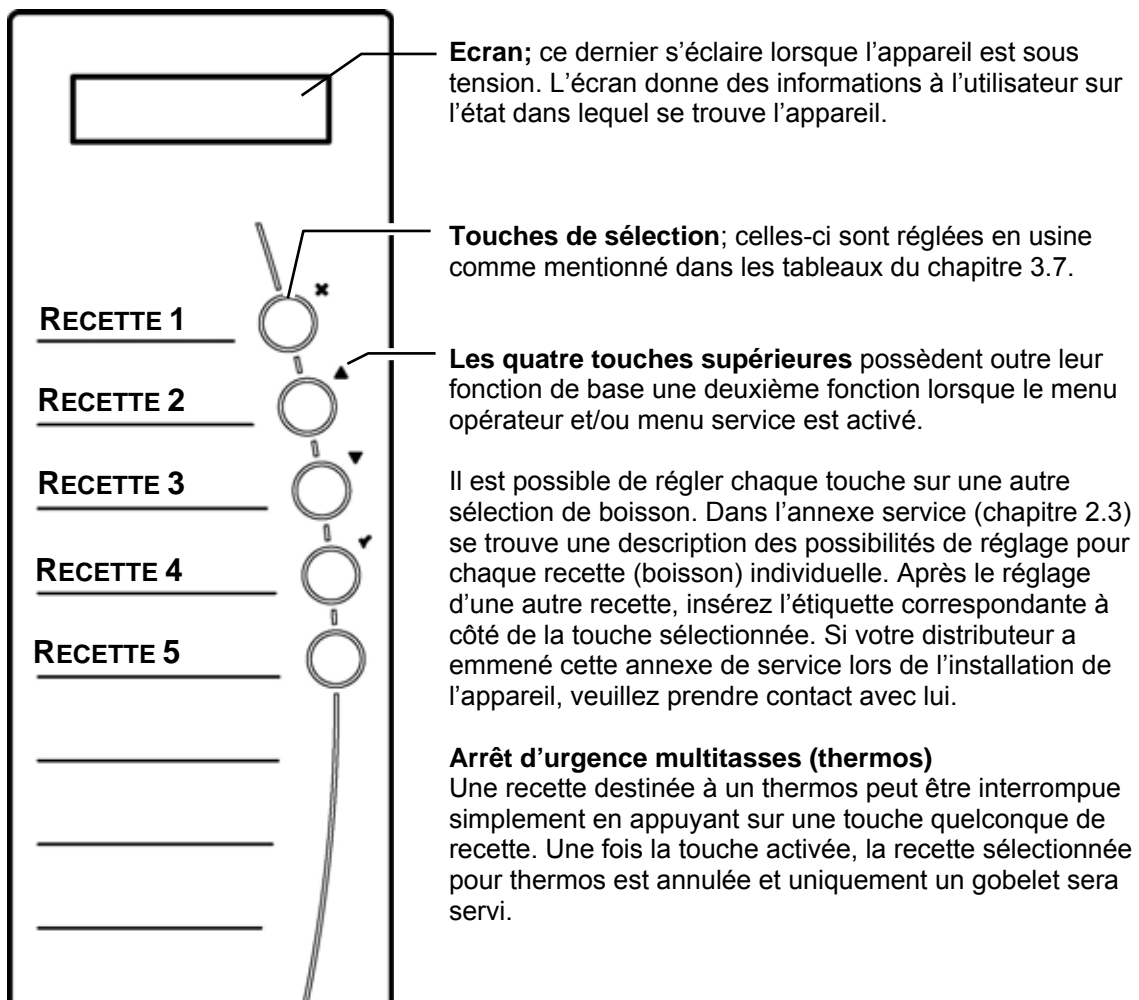 Ecran; ce dernier s’éclaire lorsque l’appareil est sous
tension. L’écran donne des informations à l’utilisateur sur
l’état dans lequel se trouve l’appareil.
Touches de sélection; celles-ci sont réglées en usine
comme mentionné dans les tableaux du chapitre 3.7.
RECETTE 1
RECETTE 2
RECETTE 3
RECETTE 4
RECETTE 5
Les quatre touches supérieures possèdent outre leur
fonction de base une deuxième fonction lorsque le menu
opérateur et/ou menu service est activé.
Il est possible de régler chaque touche sur une autre
sélection de boisson. Dans l’annexe service (chapitre 2.3)
se trouve une description des possibilités de réglage pour
chaque recette (boisson) individuelle. Après le réglage
d’une autre recette, insérez l’étiquette correspondante à
côté de la touche sélectionnée. Si votre distributeur a
emmené cette annexe de service lors de l’installation de
l’appareil, veuillez prendre contact avec lui.
Arrêt d’urgence multitasses (thermos)
Une recette destinée à un thermos peut être interrompue
simplement en appuyant sur une touche quelconque de
recette. Une fois la touche activée, la recette sélectionnée
pour thermos est annulée et uniquement un gobelet sera
servi.